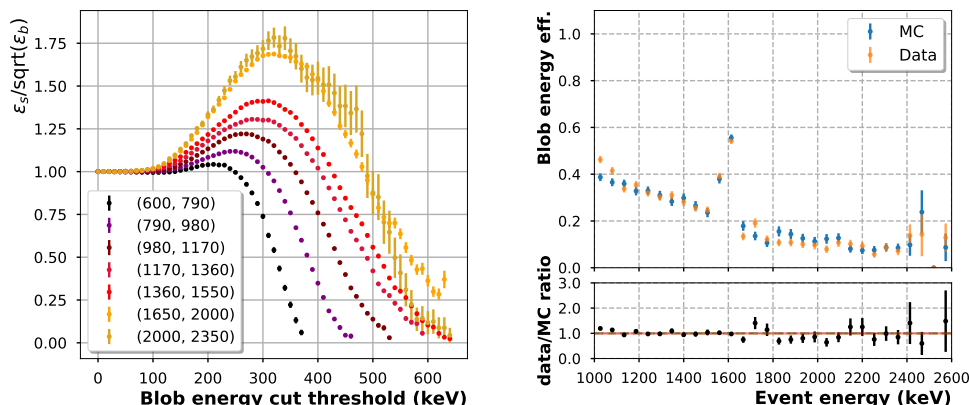 εs/sqrt(εb)
1.75
1.50
1.25
1.00
0.75
0.50
0.25
0.00
(600, 790)
(790, 980)
(980, 1170)
(1170, 1360)
(1360, 1550)
(1650, 2000)
(2000, 2350)
0 100 200 300 400 500 600
Blob energy cut threshold (keV)
Blob energy eff.
1.0
0.8
0.6
0.4
0.2
0.0
MC
Data
data/MC ratio
3.0
2.0
1.0
0.0
1000 1200 1400 1600 1800 2000 2200 2400 2600
Event energy (keV)